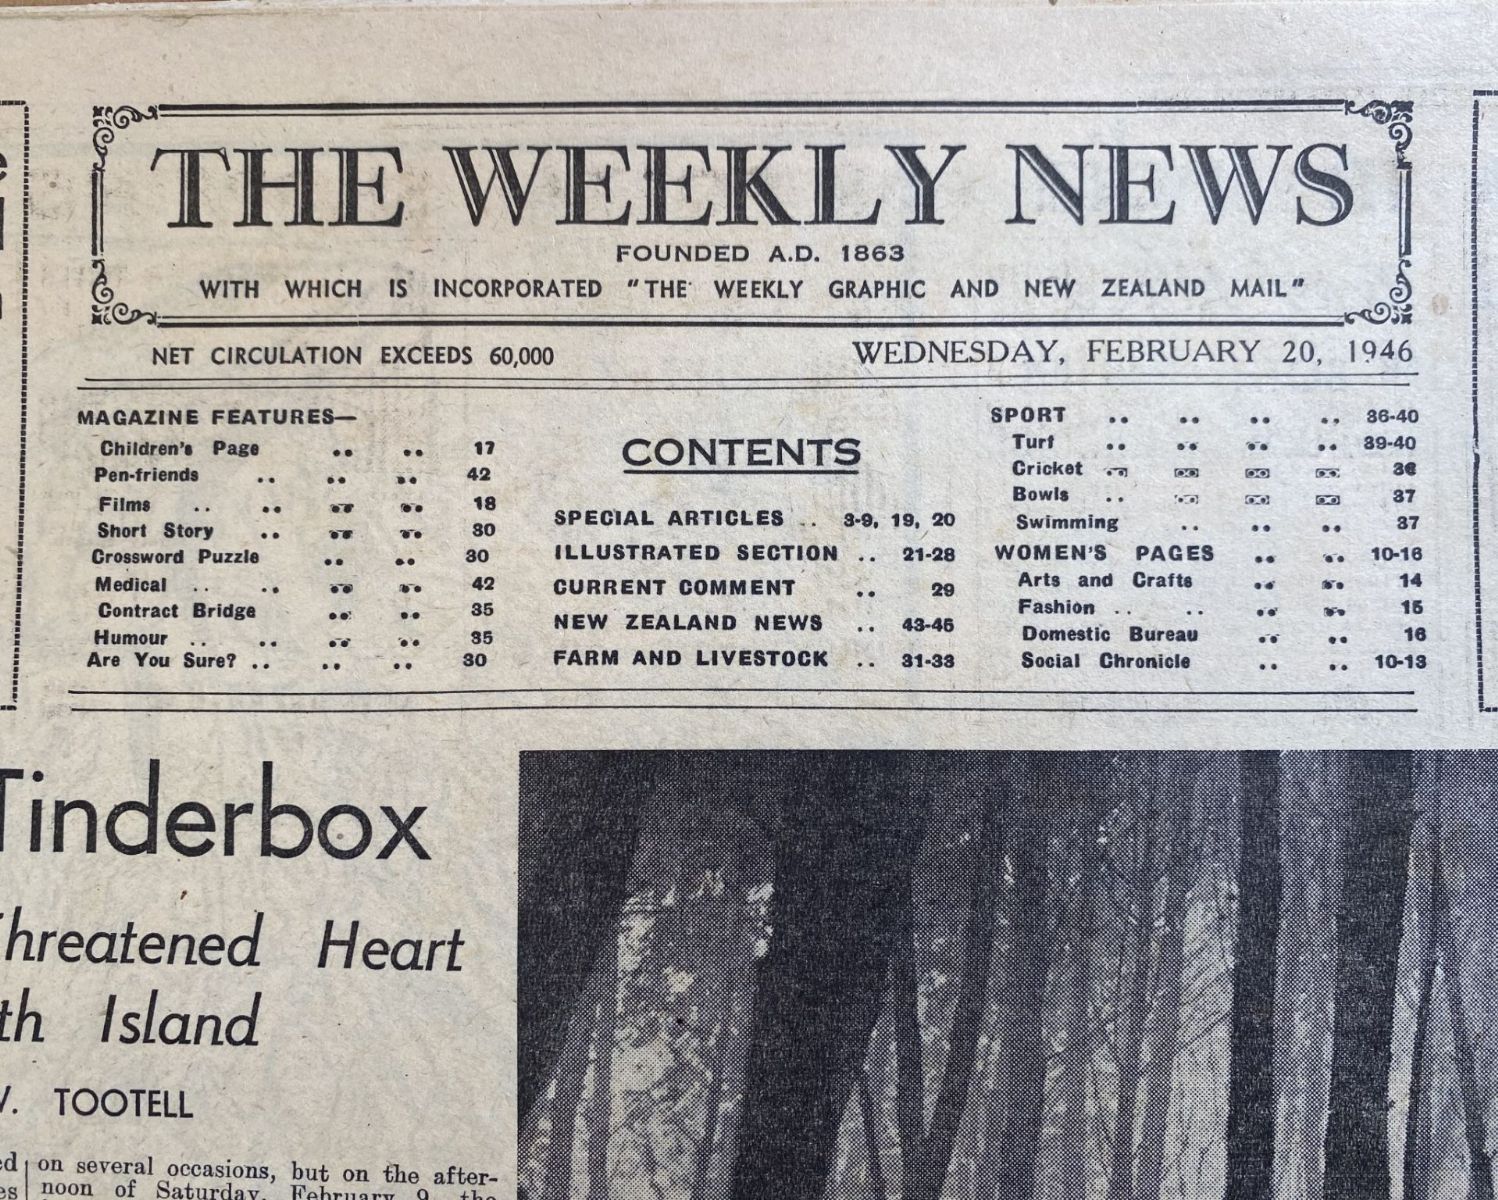 THE WEEKLY NEWS
FOUNDED A.D. 1863
WITH WHICH IS INCORPORATED "THE WEEKLY GRAPHIC AND NEW ZEALAND MAIL"
NET CIRCULATION EXCEEDS 60,000
WEDNESDAY, FEBRUARY 20, 1946
MAGAZINE FEATURES—
Children's Page .. .. 17
Pen-friends .. .. .. 42
Films .. .. .. .. 18
Short Story .. .. .. 30
Crossword Puzzle .. .. 30
Medical .. .. .. .. 42
Contract Bridge .. .. 35
Humour .. .. .. .. 35
Are You Sure? .. .. .. 30
CONTENTS
SPECIAL ARTICLES .. 3-9, 19, 20
ILLUSTRATED SECTION .. 21-28
CURRENT COMMENT .. 29
NEW ZEALAND NEWS .. 43-45
FARM AND LIVESTOCK .. 31-33
SPORT .. .. .. .. 36-40
Turf .. .. .. .. 39-40
Cricket .. .. .. ..
Bowls .. .. .. .. 37
Swimming .. .. .. 37
WOMEN'S PAGES .. .. 10-16
Arts and Crafts .. .. 14
Fashion .. .. .. .. 15
Domestic Bureau .. .. 16
Social Chronicle .. .. 10-13
Tinderbox
Threatened Heart
th Island
. TOOTELL
on several occasions, but on the after-
noon of Saturday, February 9, the